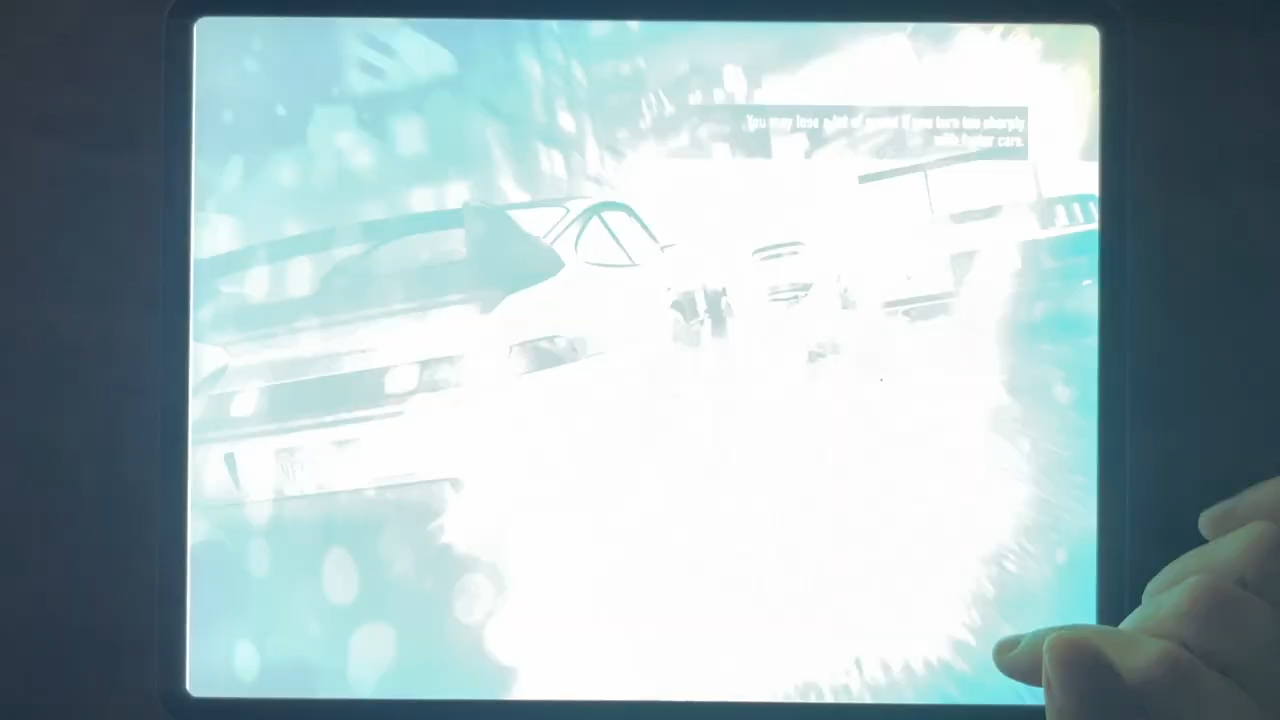 You may lose a lot of speed if you turn too sharply
with faster cars.